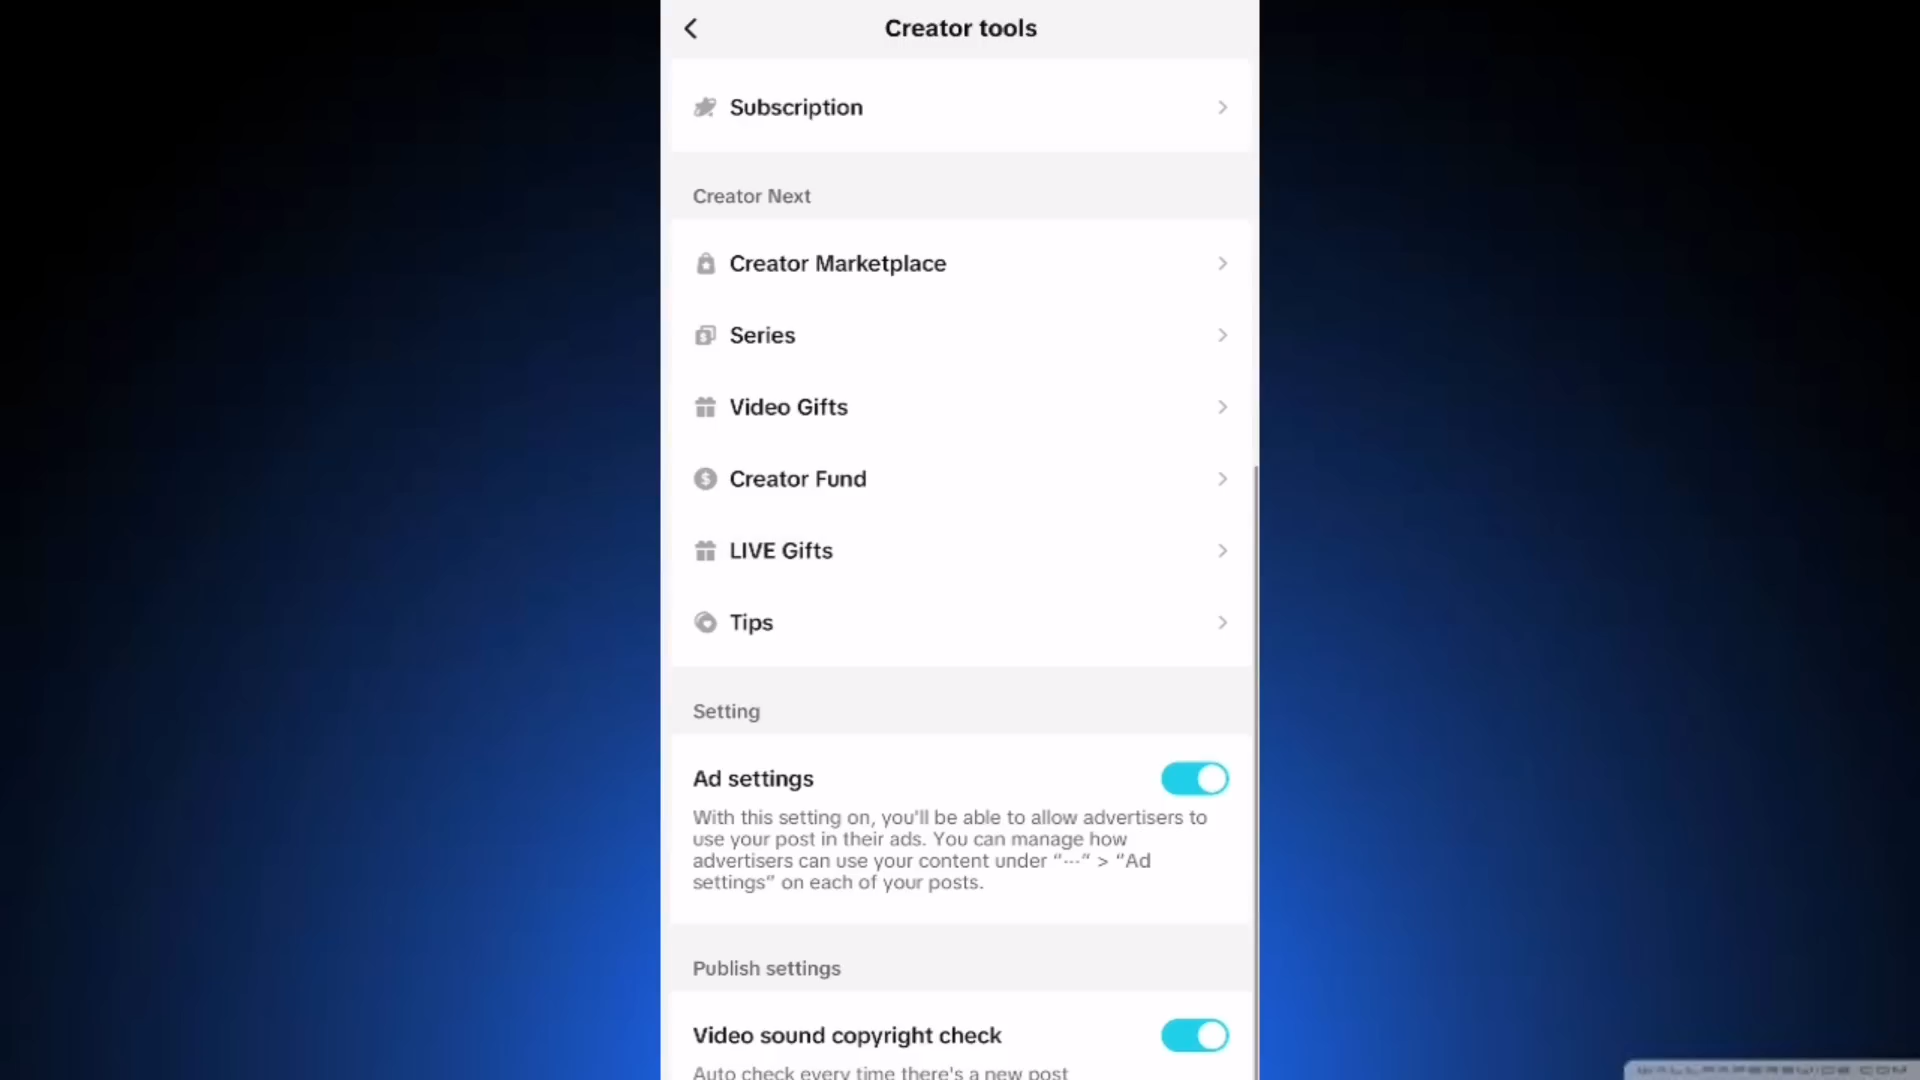 Creator tools
Subscription
Creator Next
Creator Marketplace
Series
Video Gifts
Creator Fund
LIVE Gifts
Tips
Setting
Ad settings
With this setting on, you'll be able to allow advertisers to
use your post in their ads. You can manage how
advertisers can use your content under “···” > “Ad
settings” on each of your posts.
Publish settings
Video sound copyright check
Auto check every time there's a new post
WALLPAPERSWIDE.COM